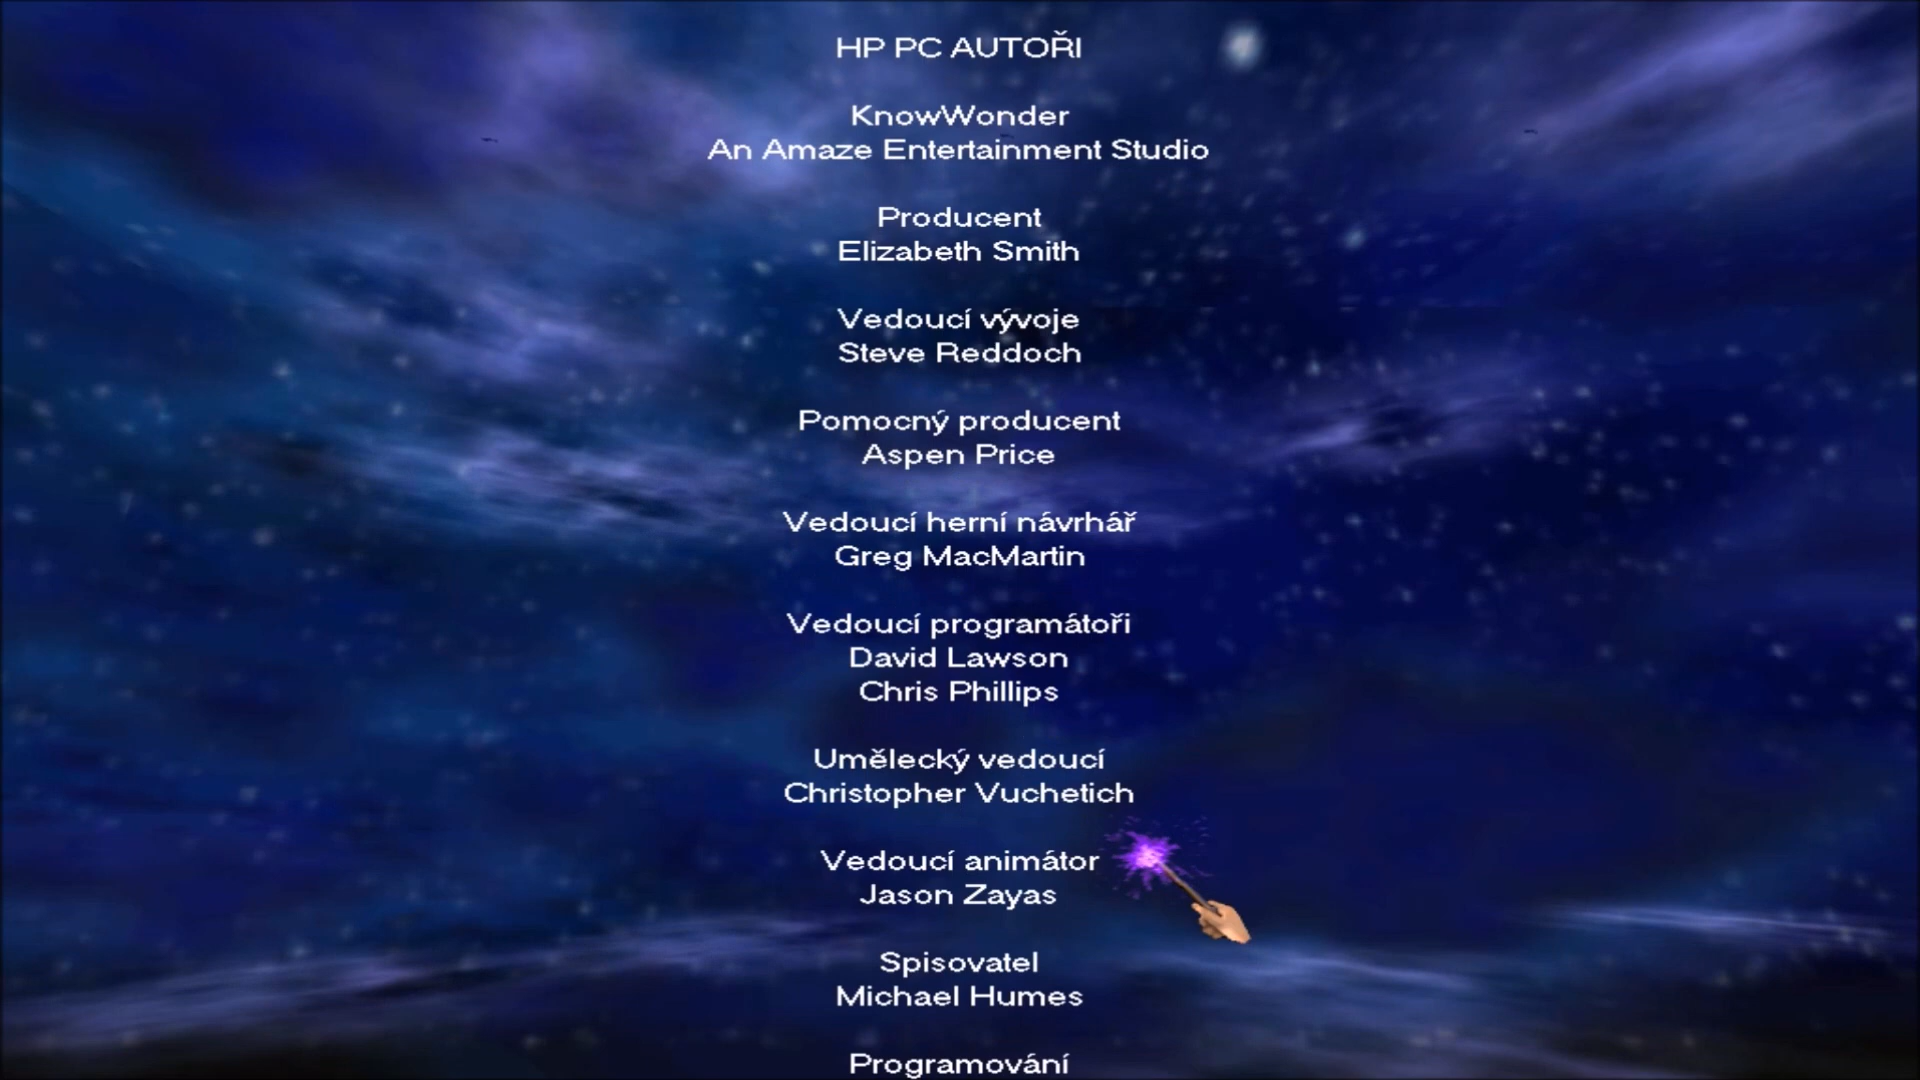 HP PC AUTOŘI
KnowWonder
An Amaze Entertainment Studio
Producent
Elizabeth Smith
Vedoucí vývoje
Steve Reddoch
Pomocný producent
Aspen Price
Vedoucí herní návrhář
Greg MacMartin
Vedoucí programátoři
David Lawson
Chris Phillips
Umělecký vedoucí
Christopher Vuchetich
Vedoucí animátor
Jason Zayas
Spisovatel
Michael Humes
Programování